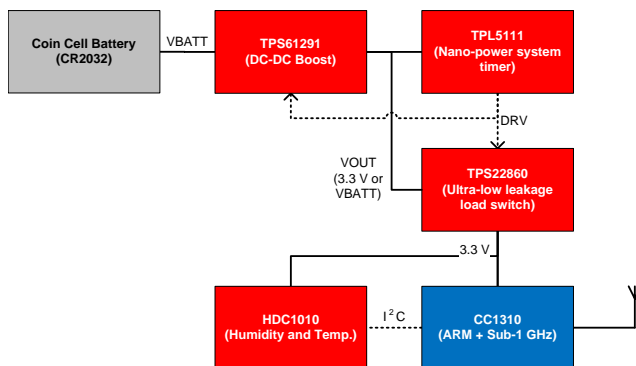 Coin Cell Battery
(CR2032)
VBATT
TPS61291
(DC-DC Boost)
TPL5111
(Nano-power system
timer)
DRV
VOUT
(3.3 V or
VBATT)
TPS22860
(Ultra-low leakage
load switch)
3.3 V
HDC1010
(Humidity and Temp.)
I²C
CC1310
(ARM + Sub-1 GHz)